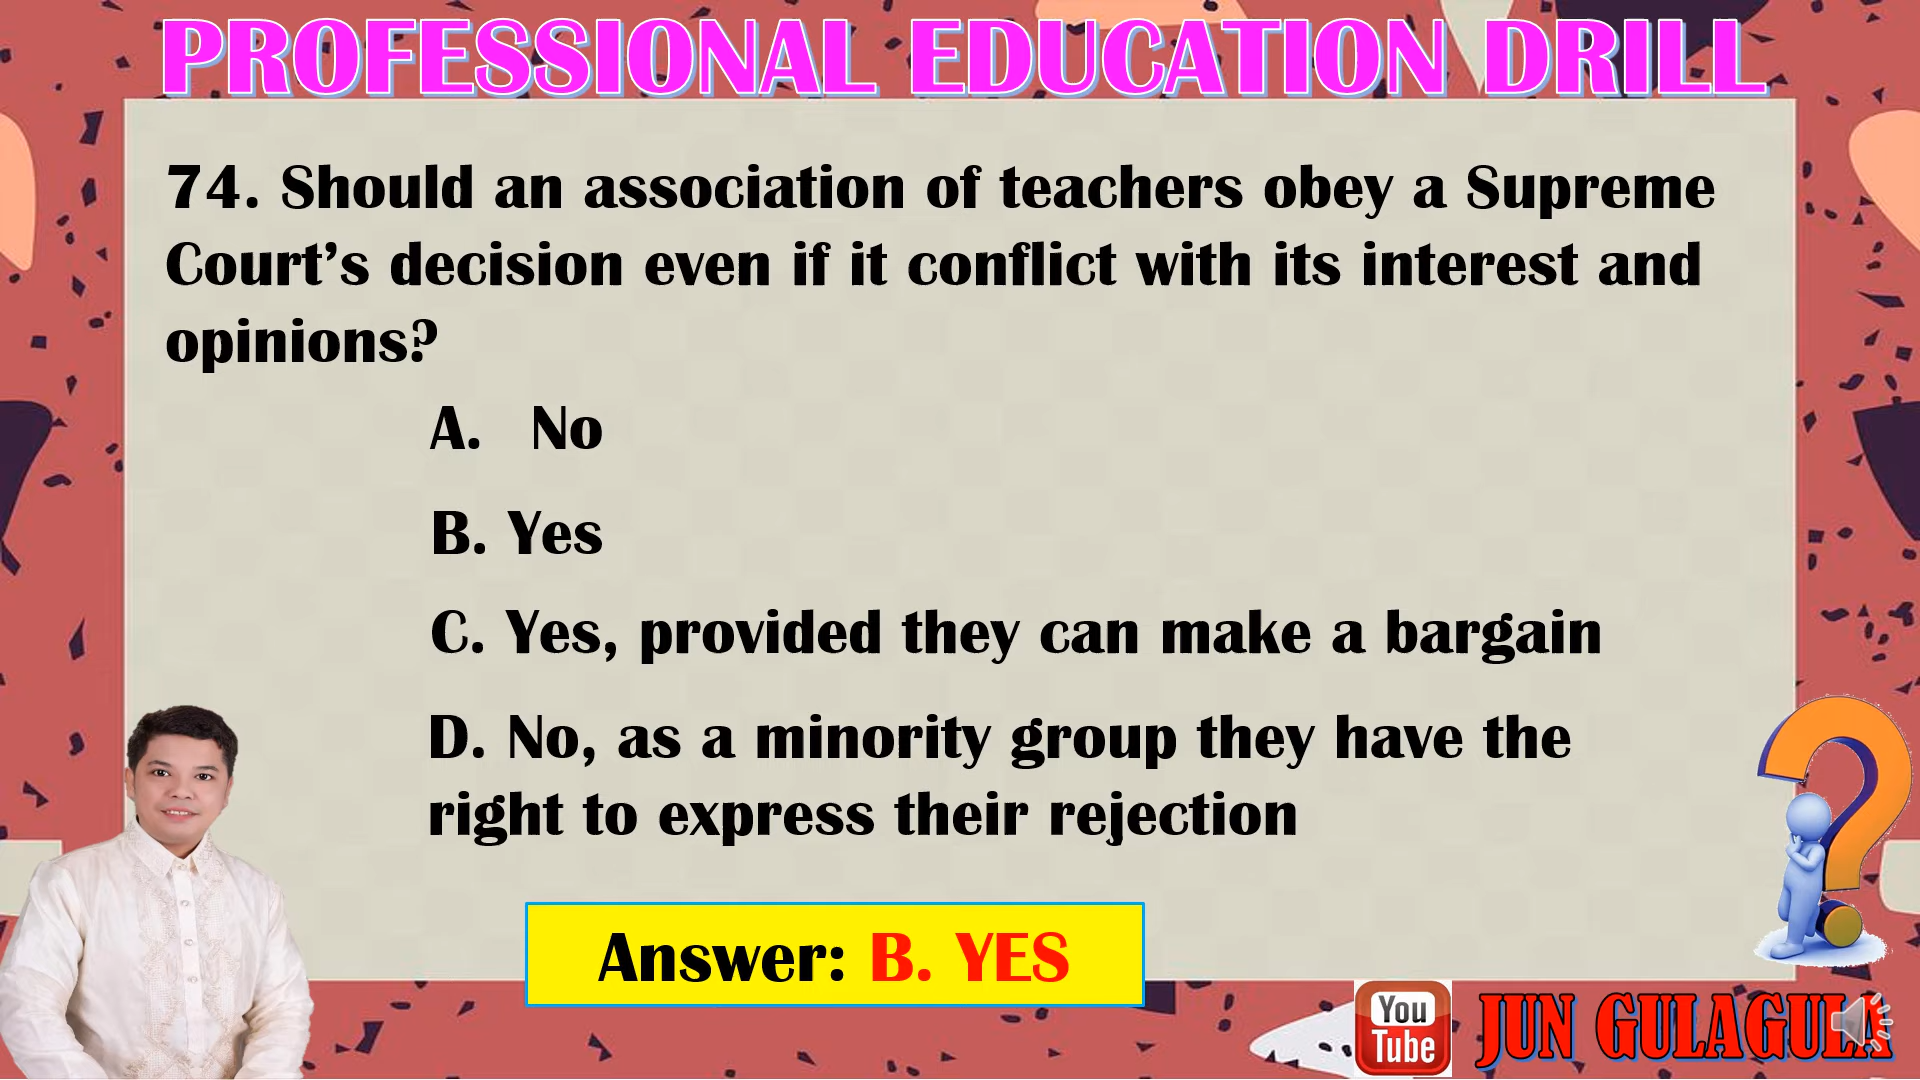 PROFESSIONAL EDUCATION DRILL
74. Should an association of teachers obey a Supreme
Court’s decision even if it conflict with its interest and
opinions?
A. No
B. Yes
C. Yes, provided they can make a bargain
D. No, as a minority group they have the
right to express their rejection
Answer: B. YES
You
Tube
JUN GULAGULA